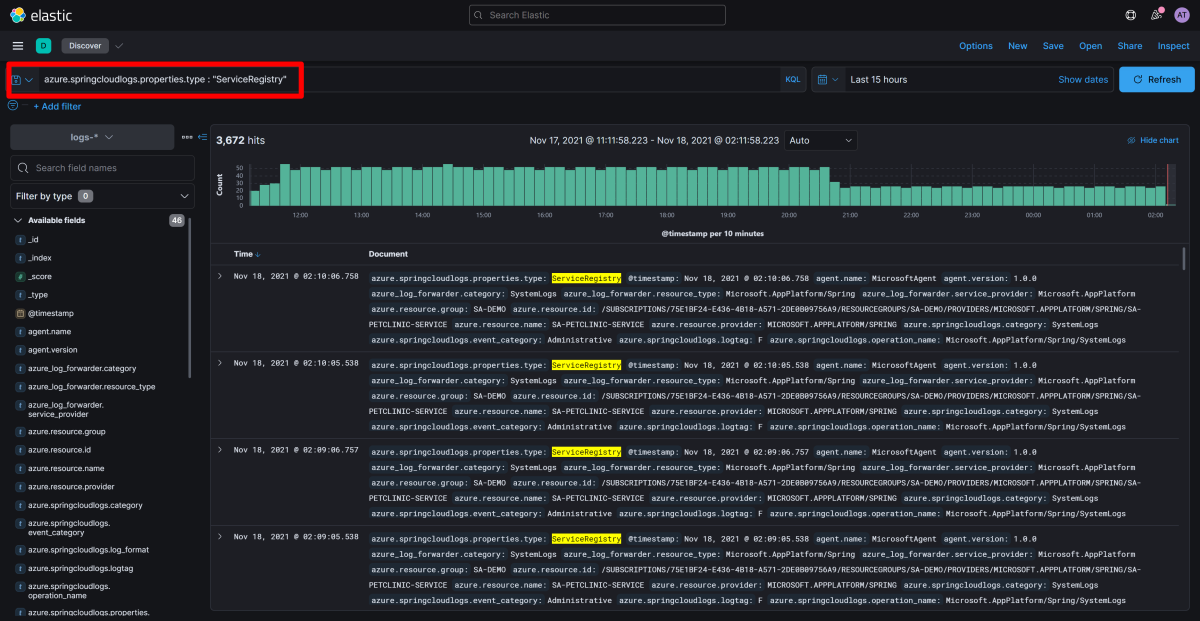 elastic
Search Elastic
AT
D
Discover
Options New Save Open Share Inspect
azure.springcloudlogs.properties.type : "ServiceRegistry"
KQL
Last 15 hours
Show dates
Refresh
+ Add filter
logs-*
3,672 hits
Nov 17, 2021 @ 11:11:58.223 - Nov 18, 2021 @ 02:11:58.223
Auto
Hide chart
Search field names
Filter by type 0
Available fields 46
t _id
t _index
# _score
t _type
@timestamp
t agent.name
t agent.version
t azure_log_forwarder.category
t azure_log_forwarder.resource_type
t azure_log_forwarder.
service_provider
t azure.resource.group
t azure.resource.id
t azure.resource.name
t azure.resource.provider
t azure.springcloudlogs.category
t azure.springcloudlogs.
event_category
t azure.springcloudlogs.log_format
t azure.springcloudlogs.logtag
t azure.springcloudlogs.
operation_name
t azure.springcloudlogs.properties.
Count
50
40
30
20
10
0
12:00 13:00 14:00 15:00 16:00 17:00 18:00 19:00 20:00 21:00 22:00 23:00 00:00 01:00 02:00
@timestamp per 10 minutes
Time Document
Nov 18, 2021 @ 02:10:06.758
azure.springcloudlogs.properties.type: ServiceRegistry @timestamp: Nov 18, 2021 @ 02:10:06.758 agent.name: MicrosoftAgent agent.version: 1.0.0
azure_log_forwarder.category: SystemLogs azure_log_forwarder.resource_type: Microsoft.AppPlatform/Spring azure_log_forwarder.service_provider: Microsoft.AppPlatform
azure.resource.group: SA-DEMO azure.resource.id: /SUBSCRIPTIONS/75E1BF24-E436-4B18-A571-2DE0B09756A9/RESOURCEGROUPS/SA-DEMO/PROVIDERS/MICROSOFT.APPPLATFORM/SPRING/SA-
PETCLINIC-SERVICE azure.resource.name: SA-PETCLINIC-SERVICE azure.resource.provider: MICROSOFT.APPPLATFORM/SPRING azure.springcloudlogs.category: SystemLogs
azure.springcloudlogs.event_category: Administrative azure.springcloudlogs.logtag: F azure.springcloudlogs.operation_name: Microsoft.AppPlatform/Spring/SystemLogs
Nov 18, 2021 @ 02:10:05.538
azure.springcloudlogs.properties.type: ServiceRegistry @timestamp: Nov 18, 2021 @ 02:10:05.538 agent.name: MicrosoftAgent agent.version: 1.0.0
azure_log_forwarder.category: SystemLogs azure_log_forwarder.resource_type: Microsoft.AppPlatform/Spring azure_log_forwarder.service_provider: Microsoft.AppPlatform
azure.resource.group: SA-DEMO azure.resource.id: /SUBSCRIPTIONS/75E1BF24-E436-4B18-A571-2DE0B09756A9/RESOURCEGROUPS/SA-DEMO/PROVIDERS/MICROSOFT.APPPLATFORM/SPRING/SA-
PETCLINIC-SERVICE azure.resource.name: SA-PETCLINIC-SERVICE azure.resource.provider: MICROSOFT.APPPLATFORM/SPRING azure.springcloudlogs.category: SystemLogs
azure.springcloudlogs.event_category: Administrative azure.springcloudlogs.logtag: F azure.springcloudlogs.operation_name: Microsoft.AppPlatform/Spring/SystemLogs
Nov 18, 2021 @ 02:09:06.757
azure.springcloudlogs.properties.type: ServiceRegistry @timestamp: Nov 18, 2021 @ 02:09:06.757 agent.name: MicrosoftAgent agent.version: 1.0.0
azure_log_forwarder.category: SystemLogs azure_log_forwarder.resource_type: Microsoft.AppPlatform/Spring azure_log_forwarder.service_provider: Microsoft.AppPlatform
azure.resource.group: SA-DEMO azure.resource.id: /SUBSCRIPTIONS/75E1BF24-E436-4B18-A571-2DE0B09756A9/RESOURCEGROUPS/SA-DEMO/PROVIDERS/MICROSOFT.APPPLATFORM/SPRING/SA-
PETCLINIC-SERVICE azure.resource.name: SA-PETCLINIC-SERVICE azure.resource.provider: MICROSOFT.APPPLATFORM/SPRING azure.springcloudlogs.category: SystemLogs
azure.springcloudlogs.event_category: Administrative azure.springcloudlogs.logtag: F azure.springcloudlogs.operation_name: Microsoft.AppPlatform/Spring/SystemLogs
Nov 18, 2021 @ 02:09:05.538
azure.springcloudlogs.properties.type: ServiceRegistry @timestamp: Nov 18, 2021 @ 02:09:05.538 agent.name: MicrosoftAgent agent.version: 1.0.0
azure_log_forwarder.category: SystemLogs azure_log_forwarder.resource_type: Microsoft.AppPlatform/Spring azure_log_forwarder.service_provider: Microsoft.AppPlatform
azure.resource.group: SA-DEMO azure.resource.id: /SUBSCRIPTIONS/75E1BF24-E436-4B18-A571-2DE0B09756A9/RESOURCEGROUPS/SA-DEMO/PROVIDERS/MICROSOFT.APPPLATFORM/SPRING/SA-
PETCLINIC-SERVICE azure.resource.name: SA-PETCLINIC-SERVICE azure.resource.provider: MICROSOFT.APPPLATFORM/SPRING azure.springcloudlogs.category: SystemLogs
azure.springcloudlogs.event_category: Administrative azure.springcloudlogs.logtag: F azure.springcloudlogs.operation_name: Microsoft.AppPlatform/Spring/SystemLogs